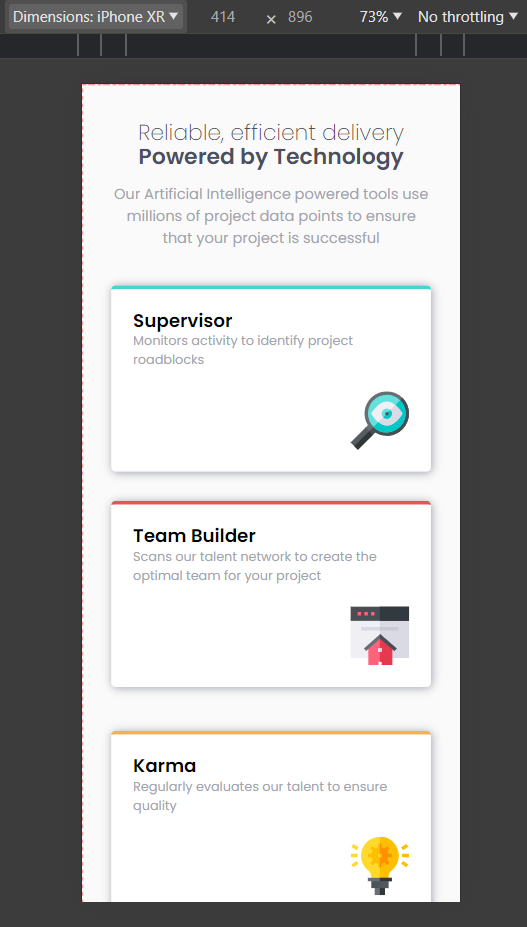 Dimensions: iPhone XR ▼ 414 × 896 73% ▼ No throttling ▼
Reliable, efficient delivery
Powered by Technology
Our Artificial Intelligence powered tools use
millions of project data points to ensure
that your project is successful
Supervisor
Monitors activity to identify project
roadblocks
Team Builder
Scans our talent network to create the
optimal team for your project
Karma
Regularly evaluates our talent to ensure
quality